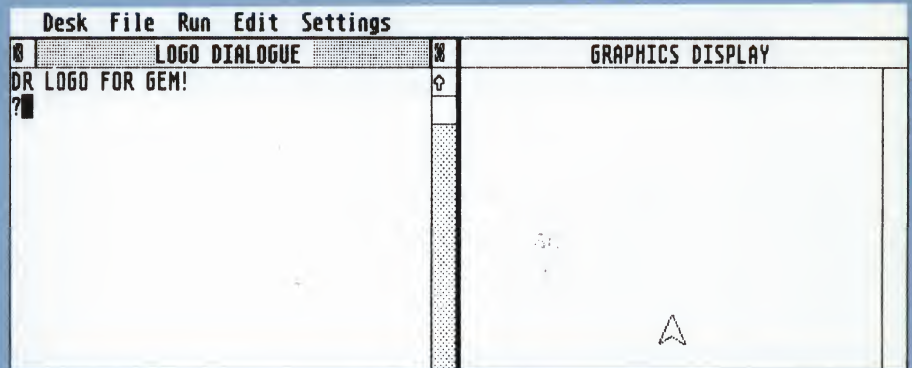 Desk File Run Edit Settings
LOGO DIALOGUE
GRAPHICS DISPLAY
DR LOGO FOR GEM!
?